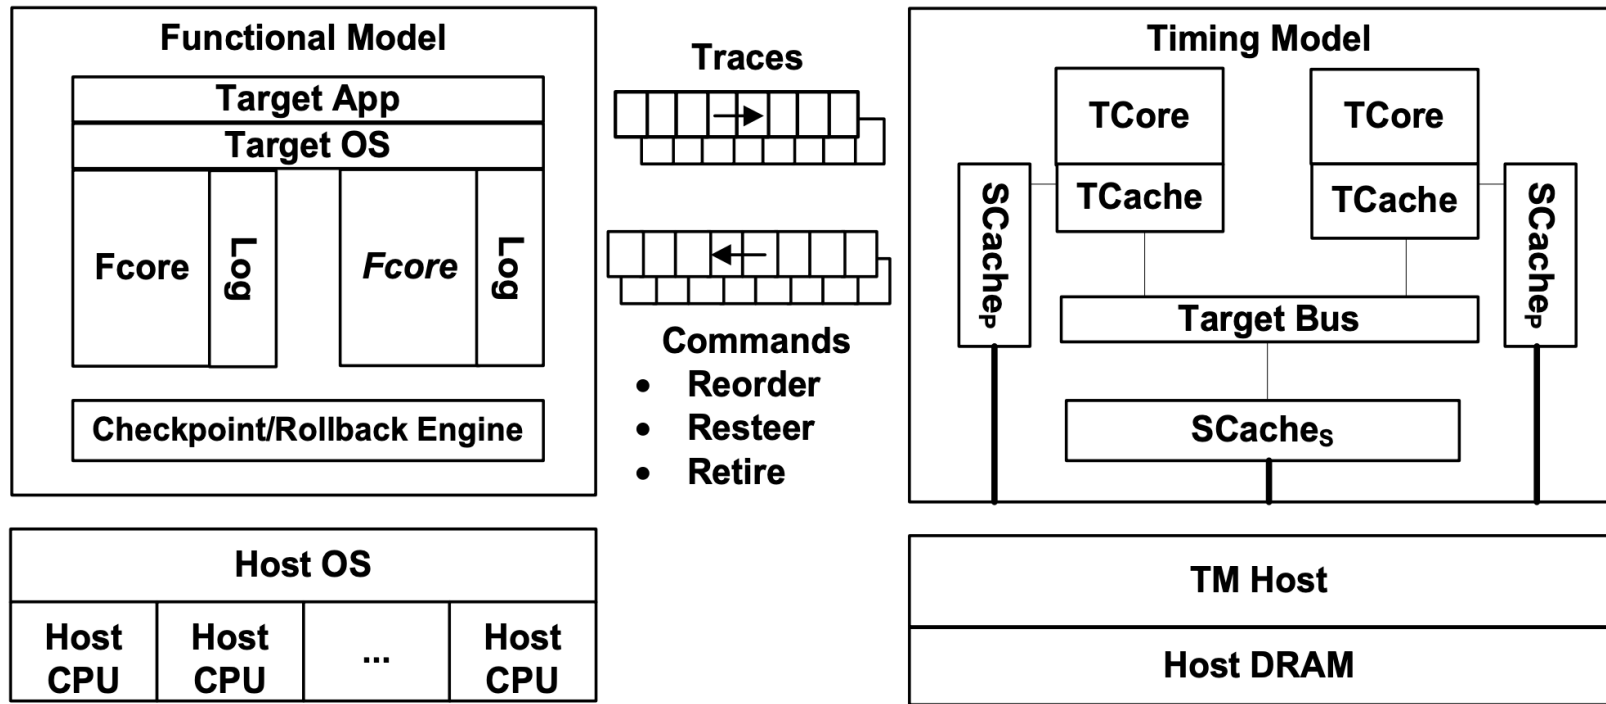 Functional Model
Target App
Target OS
Fcore
Log
Fcore
Log
Checkpoint/Rollback Engine
Host OS
Host
CPU
Host
CPU
...
Host
CPU
Traces
Commands
• Reorder
• Resteer
• Retire
Timing Model
TCore
TCore
TCache
TCache
SCacheP
SCacheP
Target Bus
SCacheS
TM Host
Host DRAM